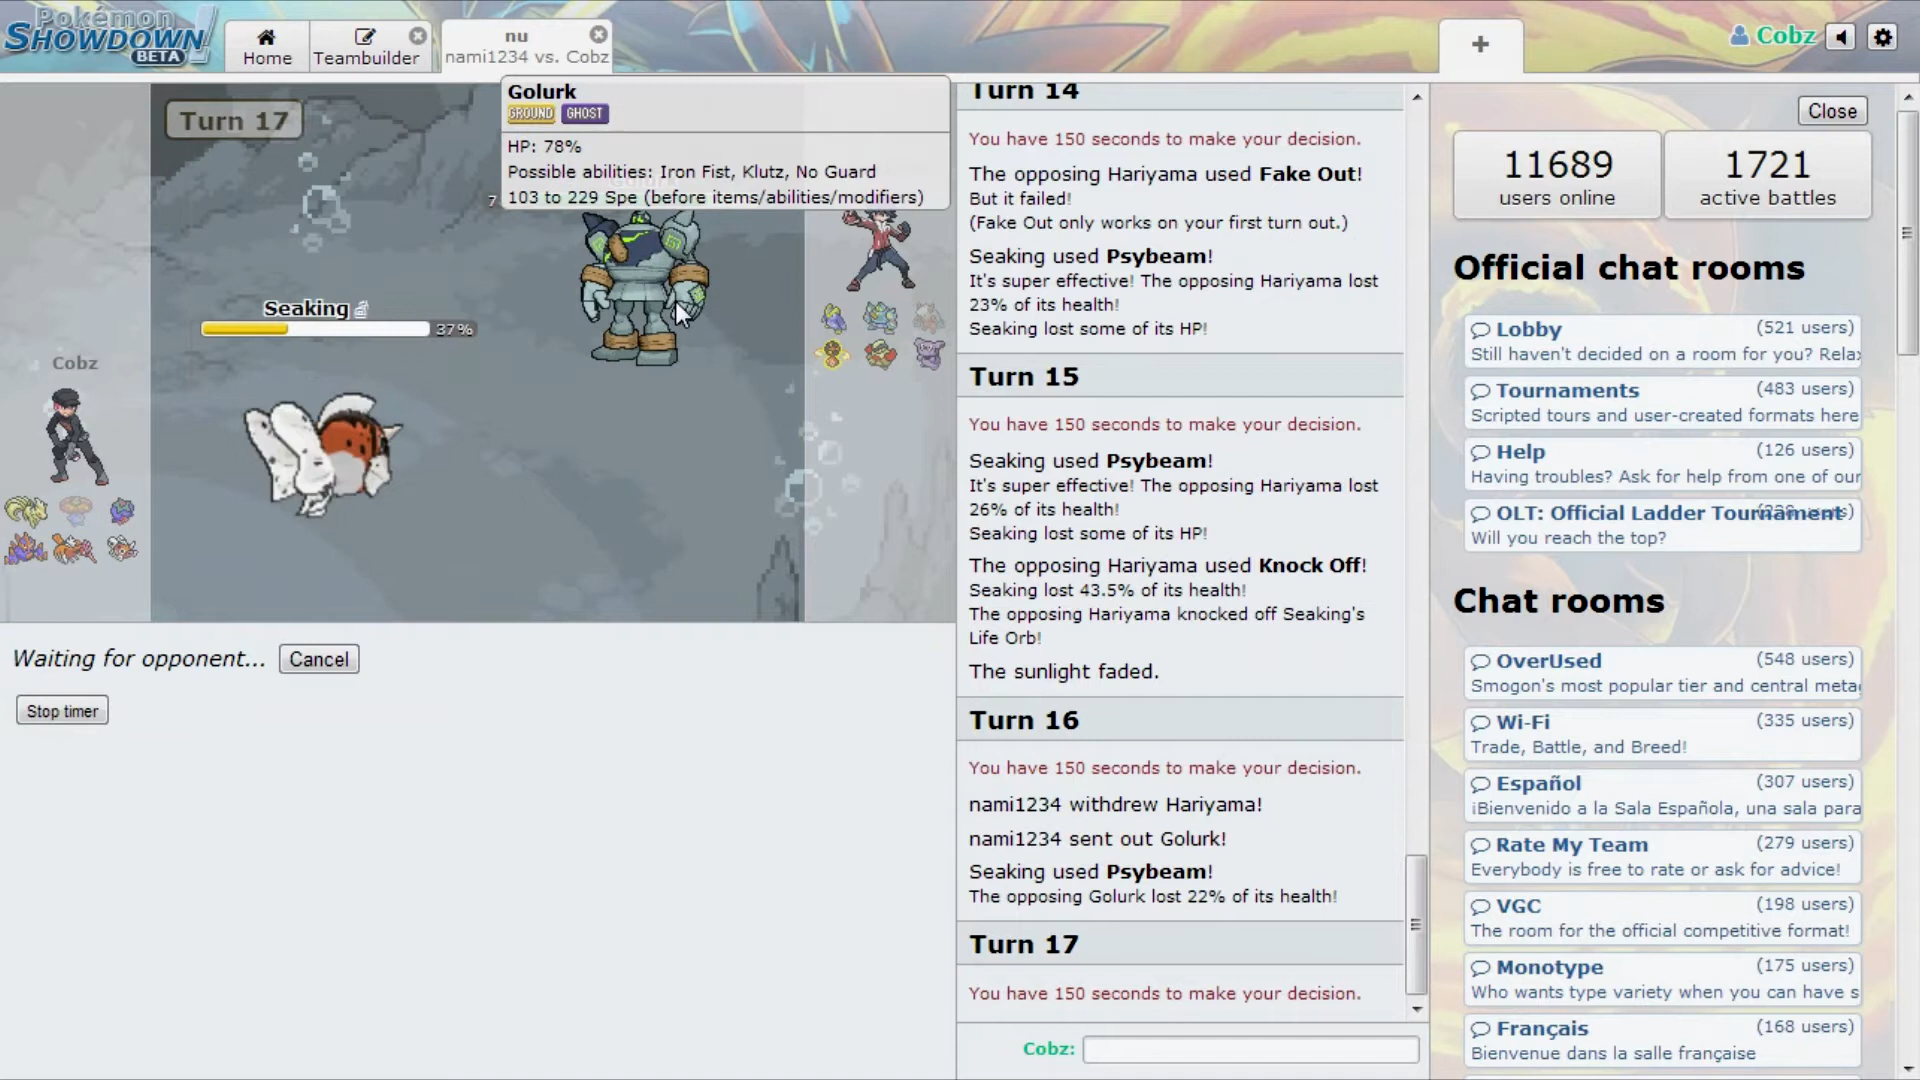 Pokémon
SHOWDOWN!
BETA
Home
Teambuilder
nu
nami1234 vs. Cobz
+
Cobz
Turn 17
Golurk
GROUND GHOST
HP: 78%
Possible abilities: Iron Fist, Klutz, No Guard
103 to 229 Spe (before items/abilities/modifiers)
Seaking
37%
Cobz
Waiting for opponent...
Cancel
Stop timer
Turn 14
You have 150 seconds to make your decision.
The opposing Hariyama used Fake Out!
But it failed!
(Fake Out only works on your first turn out.)
Seaking used Psybeam!
It's super effective! The opposing Hariyama lost
23% of its health!
Seaking lost some of its HP!
Turn 15
You have 150 seconds to make your decision.
Seaking used Psybeam!
It's super effective! The opposing Hariyama lost
26% of its health!
Seaking lost some of its HP!
The opposing Hariyama used Knock Off!
Seaking lost 43.5% of its health!
The opposing Hariyama knocked off Seaking's
Life Orb!
The sunlight faded.
Turn 16
You have 150 seconds to make your decision.
nami1234 withdrew Hariyama!
nami1234 sent out Golurk!
Seaking used Psybeam!
The opposing Golurk lost 22% of its health!
Turn 17
You have 150 seconds to make your decision.
Cobz:
Close
11689
users online
1721
active battles
Official chat rooms
Lobby (521 users)
Still haven't decided on a room for you? Relax
Tournaments (483 users)
Scripted tours and user-created formats here
Help (126 users)
Having troubles? Ask for help from one of our
OLT: Official Ladder Tournament
Will you reach the top?
Chat rooms
OverUsed (548 users)
Smogon's most popular tier and central meta
Wi-Fi (335 users)
Trade, Battle, and Breed!
Español (307 users)
¡Bienvenido a la Sala Española, una sala para
Rate My Team (279 users)
Everybody is free to rate or ask for advice!
VGC (198 users)
The room for the official competitive format!
Monotype (175 users)
Who wants type variety when you can have s
Français (168 users)
Bienvenue dans la salle française